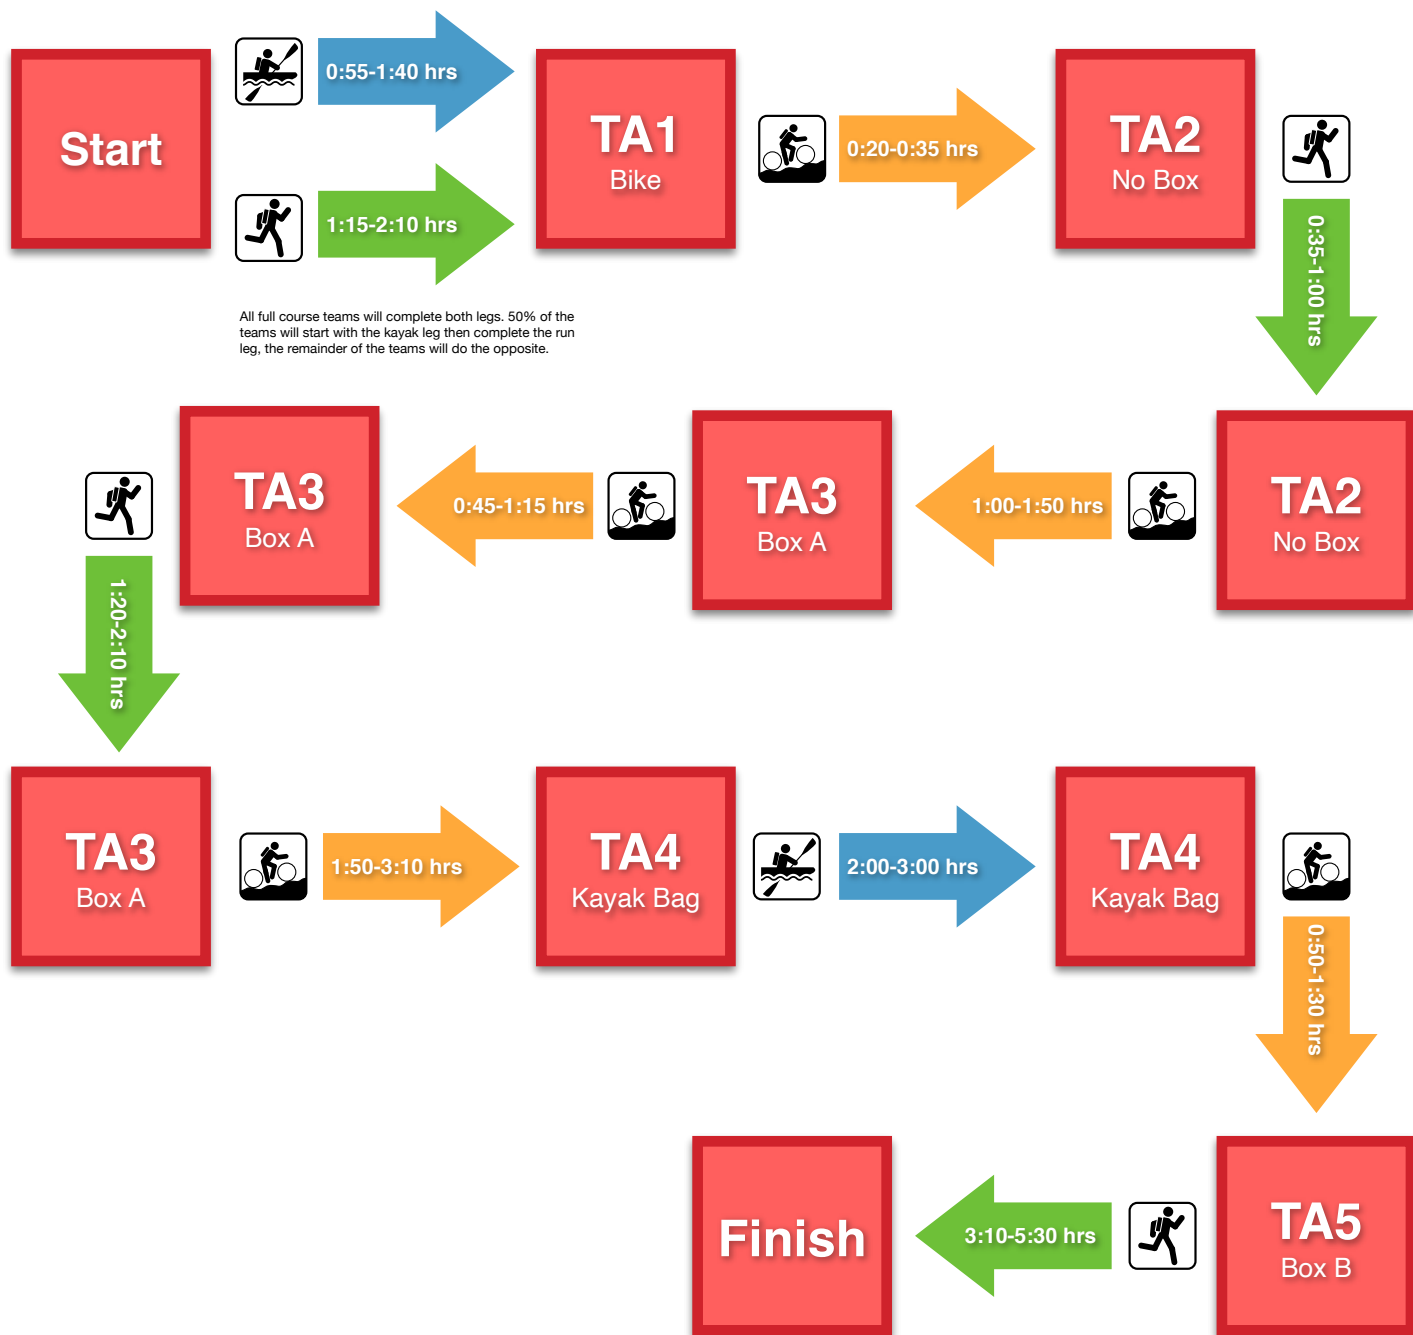 Start
0:55-1:40 hrs
1:15-2:10 hrs
TA1
Bike
0:20-0:35 hrs
TA2
No Box
0:35-1:00 hrs
All full course teams will complete both legs. 50% of the
teams will start with the kayak leg then complete the run
leg, the remainder of the teams will do the opposite.
TA2
No Box
1:00-1:50 hrs
TA3
Box A
0:45-1:15 hrs
TA3
Box A
1:20-2:10 hrs
TA3
Box A
1:50-3:10 hrs
TA4
Kayak Bag
2:00-3:00 hrs
TA4
Kayak Bag
0:50-1:30 hrs
TA5
Box B
3:10-5:30 hrs
Finish